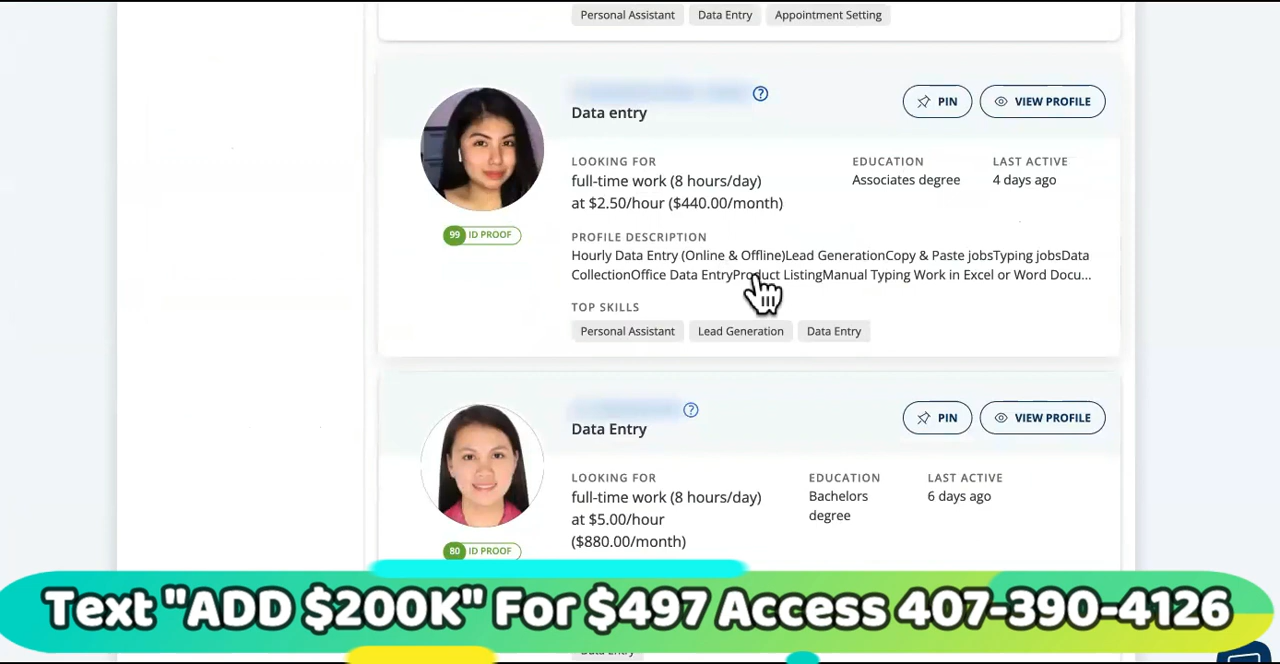 Personal Assistant Data Entry Appointment Setting
Data entry
PIN VIEW PROFILE
LOOKING FOR
full-time work (8 hours/day)
at $2.50/hour ($440.00/month)
EDUCATION
Associates degree
LAST ACTIVE
4 days ago
99 ID PROOF
PROFILE DESCRIPTION
Hourly Data Entry (Online & Offline)Lead GenerationCopy & Paste jobsTyping jobsData
CollectionOffice Data EntryProduct ListingManual Typing Work in Excel or Word Docu...
TOP SKILLS
Personal Assistant Lead Generation Data Entry
Data Entry
PIN VIEW PROFILE
LOOKING FOR
full-time work (8 hours/day)
at $5.00/hour
($880.00/month)
EDUCATION
Bachelors
degree
LAST ACTIVE
6 days ago
80 ID PROOF
Text "ADD $200K" For $497 Access 407-390-4126